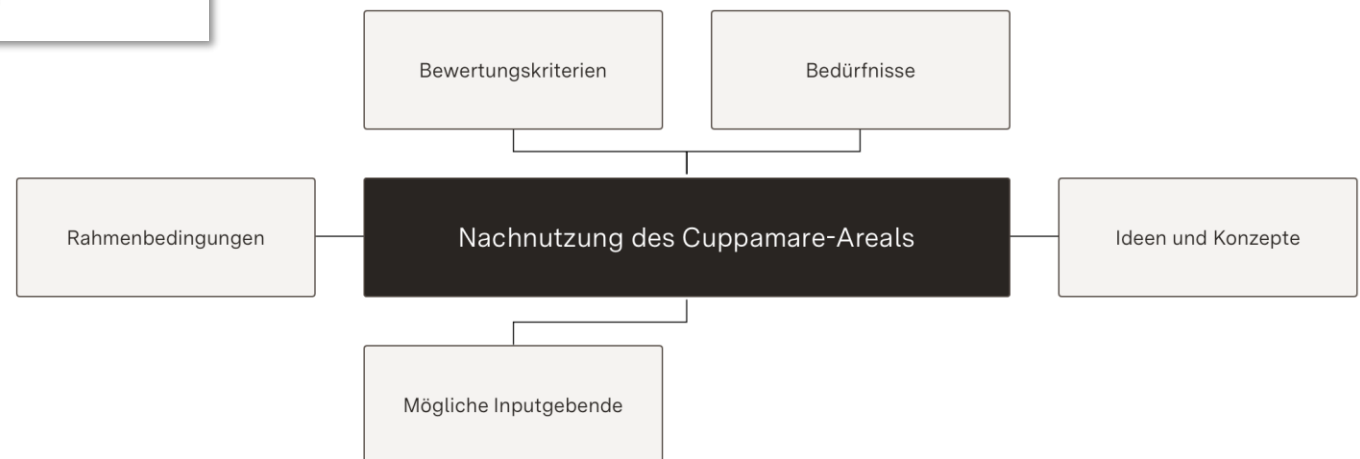 Bewertungskriterien
Bedürfnisse
Rahmenbedingungen
Nachnutzung des Cuppamare-Areals
Ideen und Konzepte
Mögliche Inputgebende